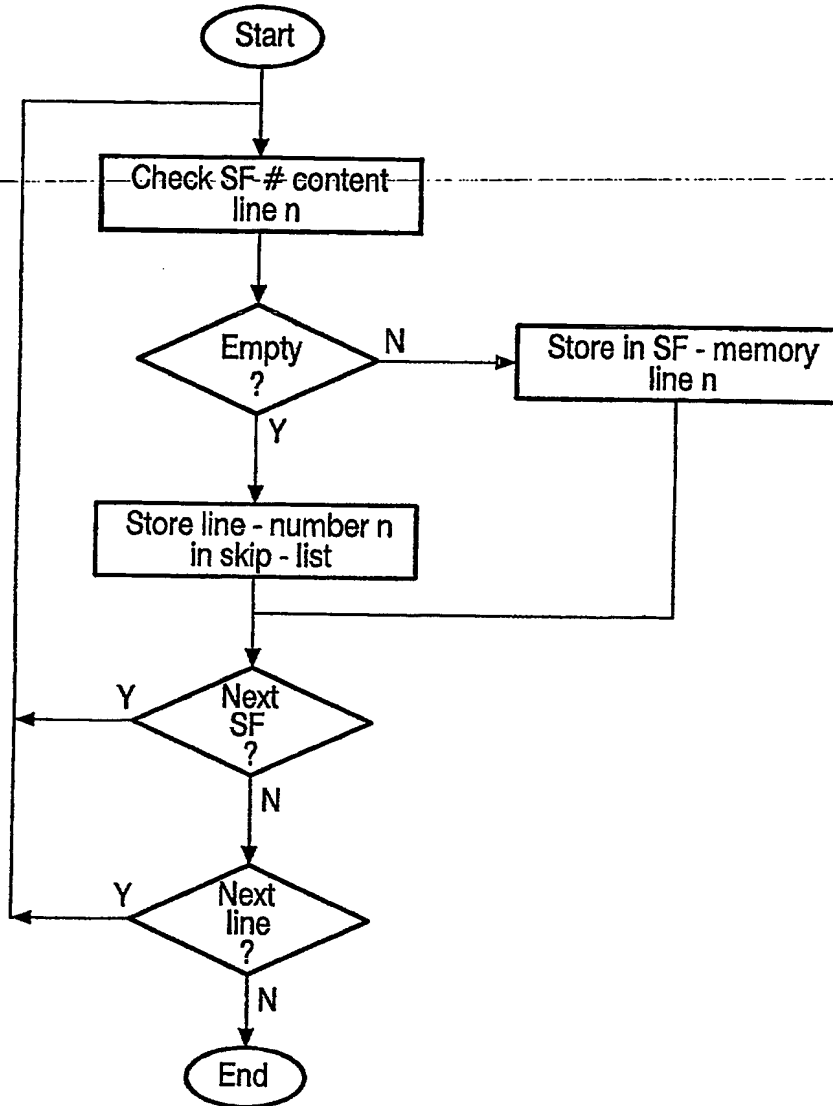 Start
Check SF # content
line n
Empty
?
N
Store in SF - memory
line n
Y
Store line - number n
in skip - list
Y
Next
SF
?
N
Y
Next
line
?
N
End